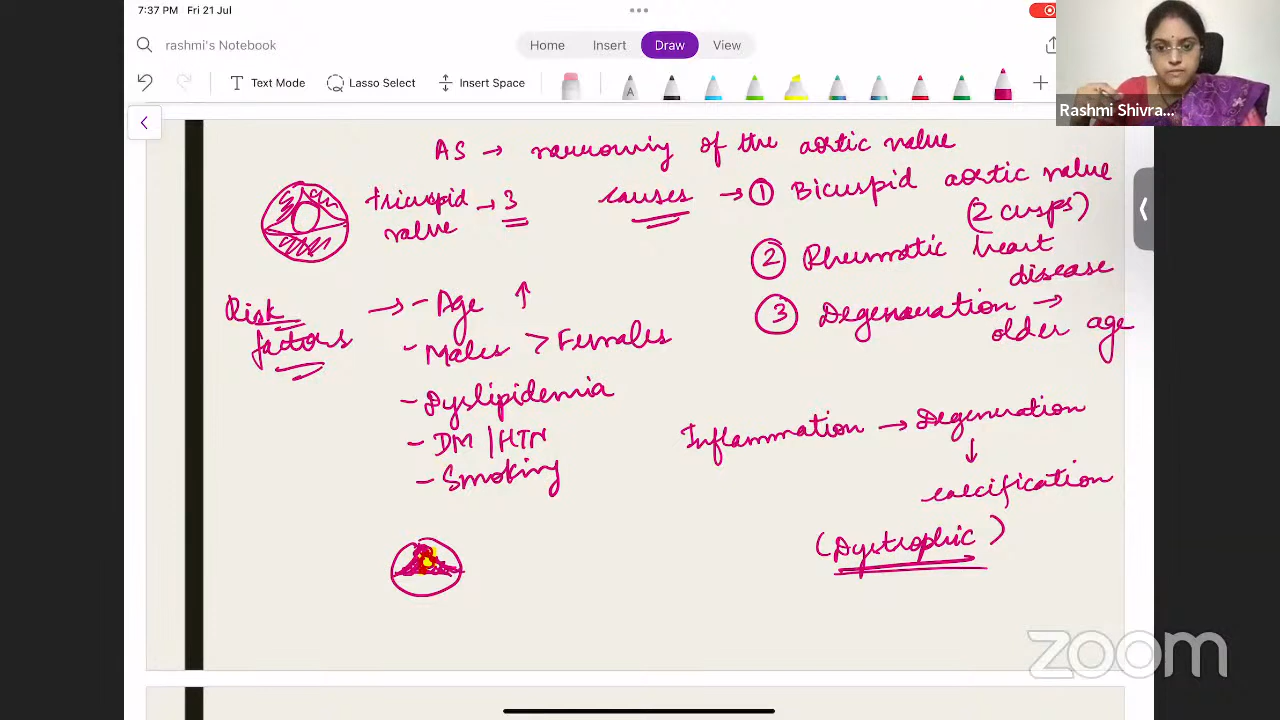 7:37 PM Fri 21 Jul
rashmi's Notebook
Home Insert Draw View
Text Mode Lasso Select Insert Space
A
Rashmi Shivra...
AS → narrowing of the aortic valve
tricuspid → 3
valve
causes → ① Bicuspid aortic valve
(2 cusps)
② Rheumatic heart
disease
③ Degeneration →
older age
Risk
factors
→ - Age ↑
- Males > Females
- Dyslipidemia
- DM | HTN
- Smoking
Inflammation → Degeneration
↓
calcification
(Dystrophic)
zoom